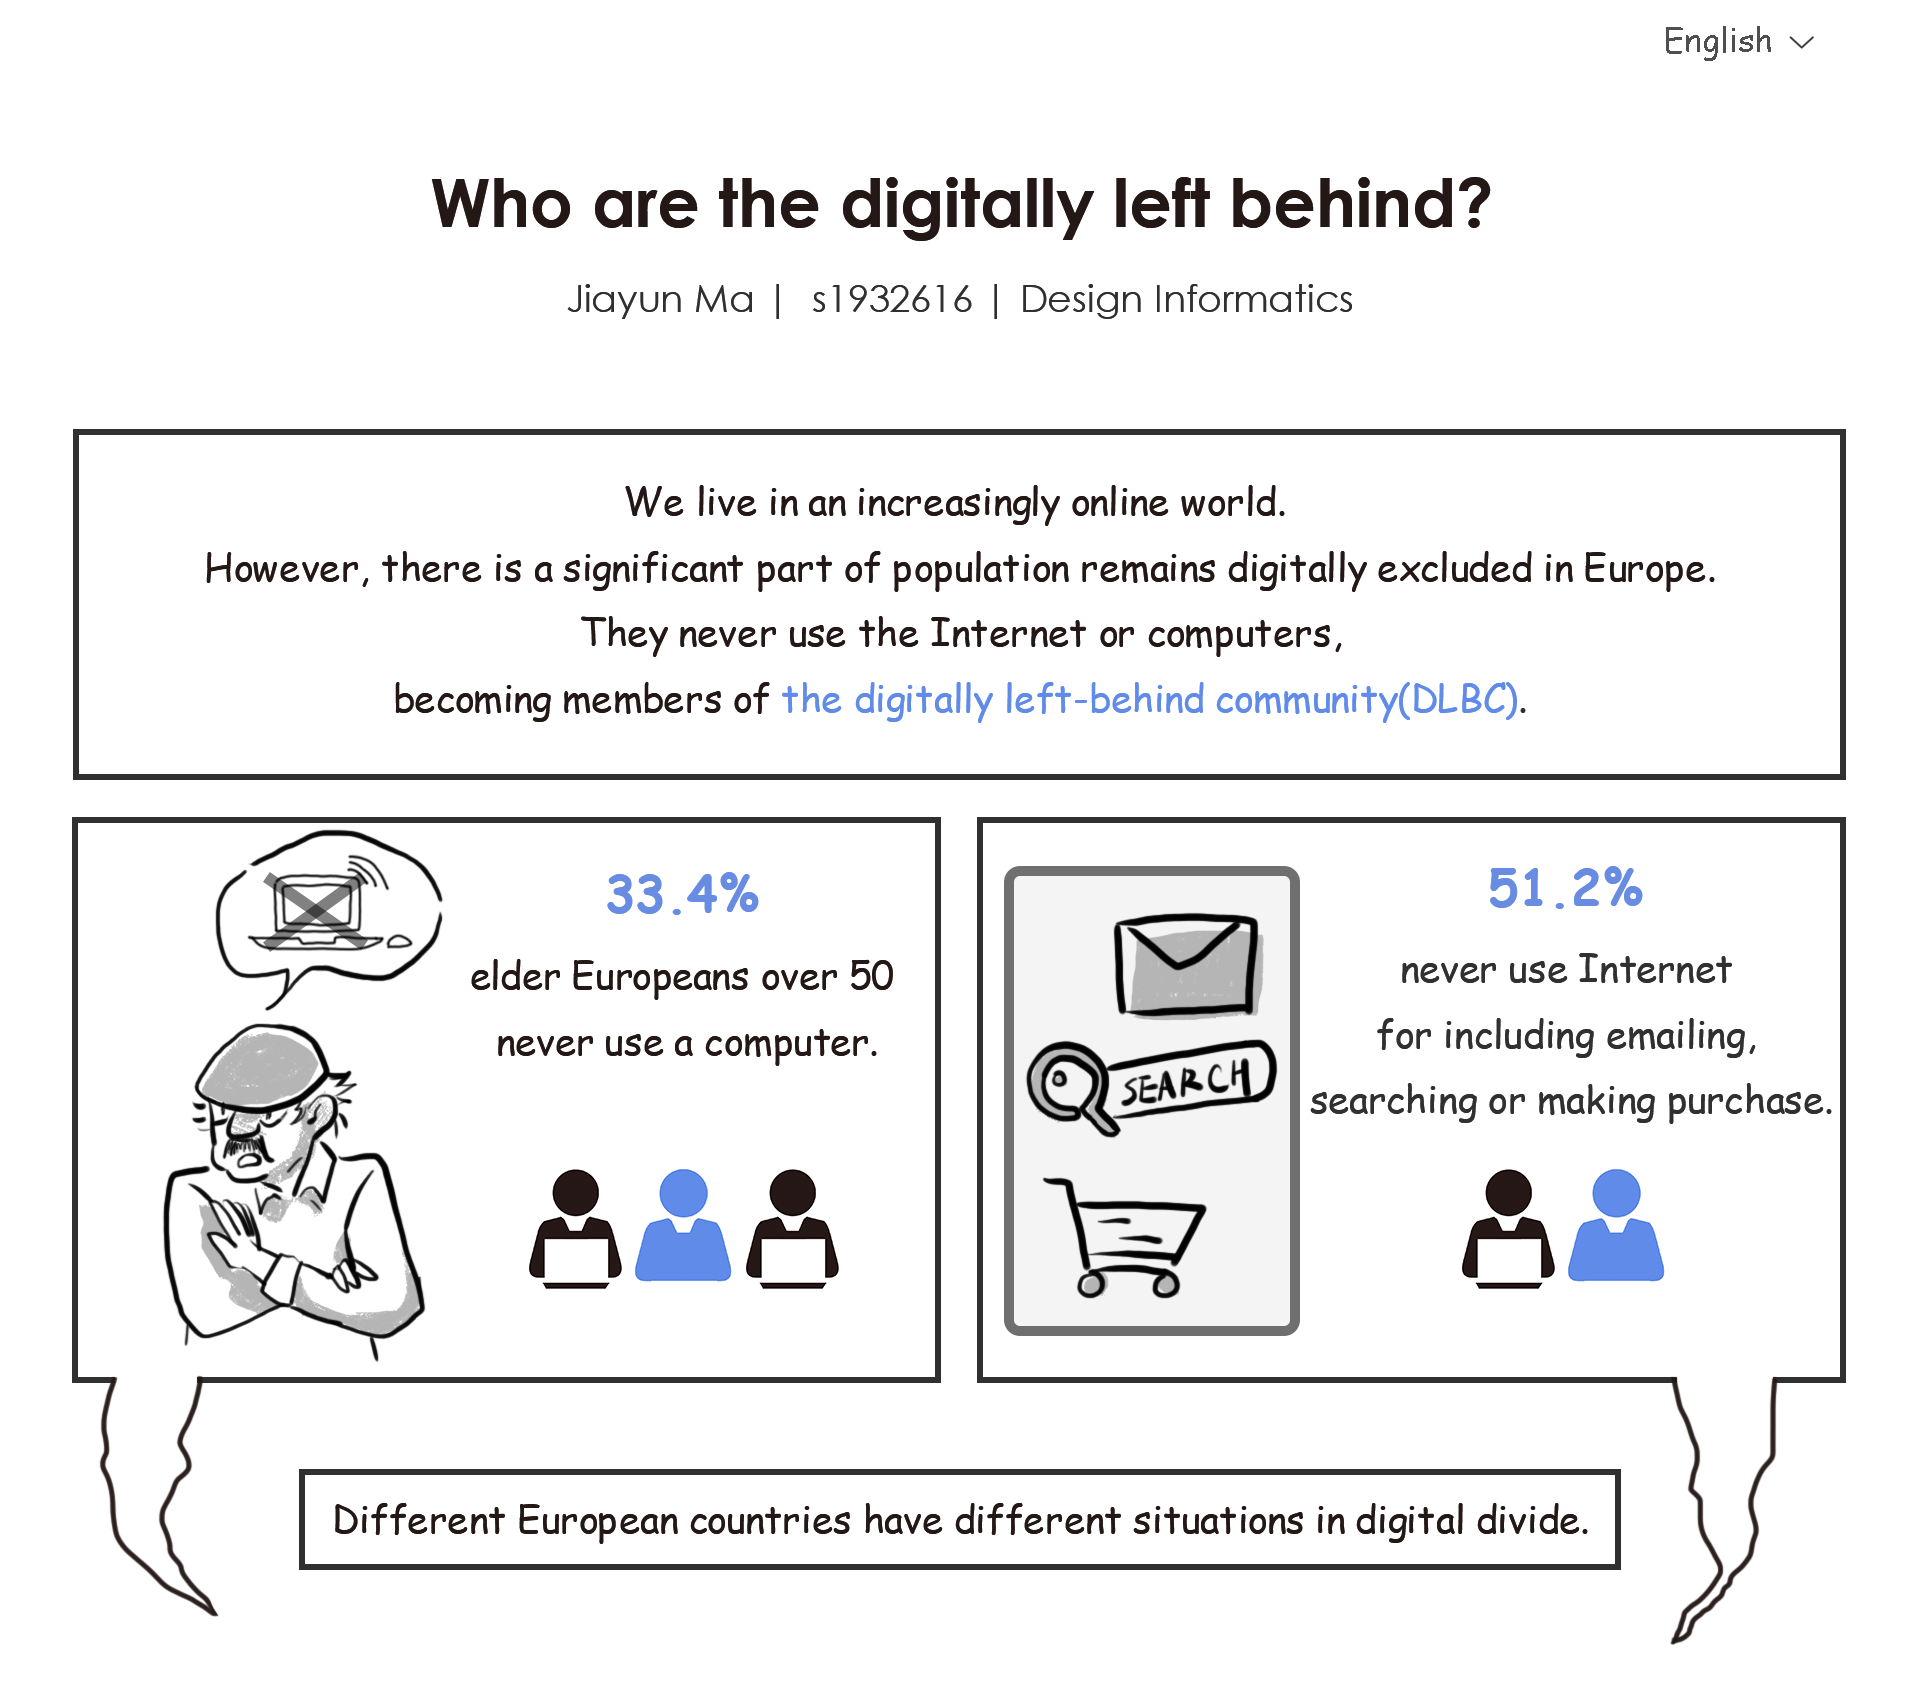 English
Who are the digitally left behind?
Jiayun Ma | s1932616 | Design Informatics
We live in an increasingly online world.
However, there is a significant part of population remains digitally excluded in Europe.
They never use the Internet or computers,
becoming members of the digitally left-behind community(DLBC).
33.4%
elder Europeans over 50
never use a computer.
SEARCH
51.2%
never use Internet
for including emailing,
searching or making purchase.
Different European countries have different situations in digital divide.